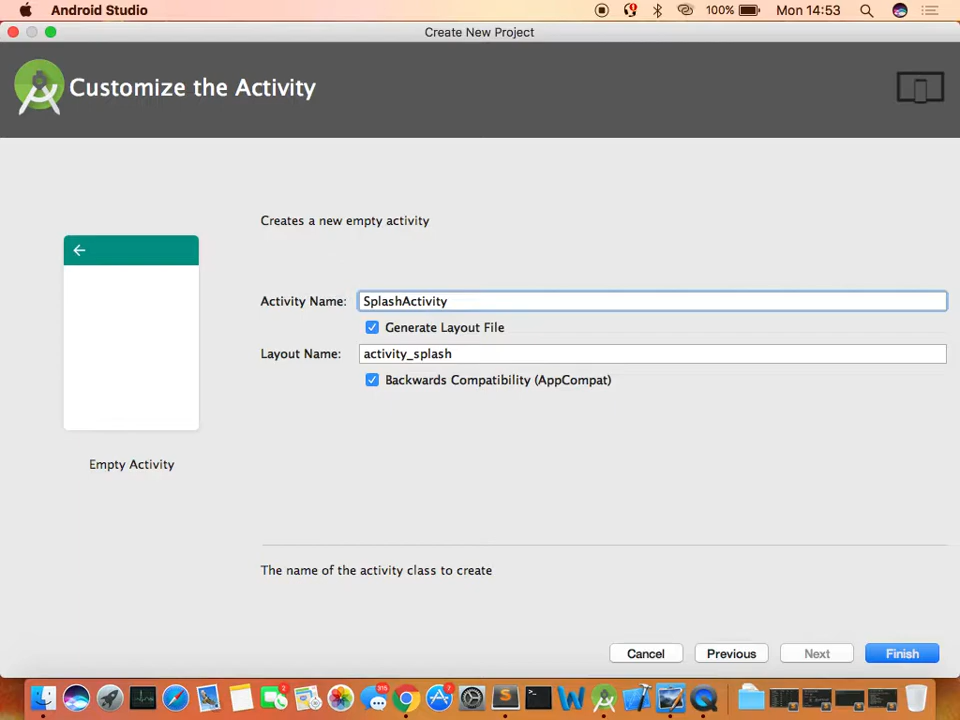 Android Studio
100%
Mon 14:53
Create New Project
Customize the Activity
Creates a new empty activity
Activity Name: SplashActivity
Generate Layout File
Layout Name: activity_splash
Backwards Compatibility (AppCompat)
Empty Activity
The name of the activity class to create
Cancel
Previous
Next
Finish